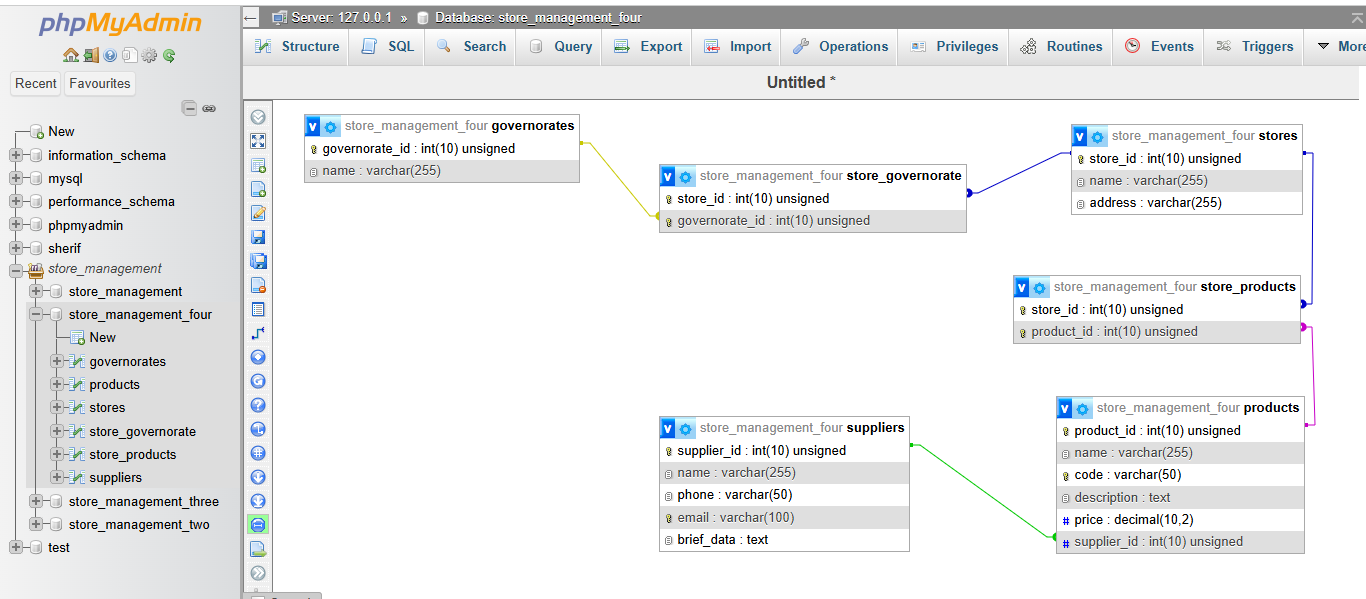 phpMyAdmin
Recent Favourites
New
information_schema
mysql
performance_schema
phpmyadmin
sherif
store_management
store_management
store_management_four
New
governorates
products
stores
store_governorate
store_products
suppliers
store_management_three
store_management_two
test
Server: 127.0.0.1 » Database: store_management_four
Structure SQL Search Query Export Import Operations Privileges Routines Events Triggers More
Untitled *
v store_management_four governorates
governorate_id : int(10) unsigned
name : varchar(255)
v store_management_four store_governorate
store_id : int(10) unsigned
governorate_id : int(10) unsigned
v store_management_four stores
store_id : int(10) unsigned
name : varchar(255)
address : varchar(255)
v store_management_four store_products
store_id : int(10) unsigned
product_id : int(10) unsigned
v store_management_four suppliers
supplier_id : int(10) unsigned
name : varchar(255)
phone : varchar(50)
email : varchar(100)
brief_data : text
v store_management_four products
product_id : int(10) unsigned
name : varchar(255)
code : varchar(50)
description : text
# price : decimal(10,2)
# supplier_id : int(10) unsigned